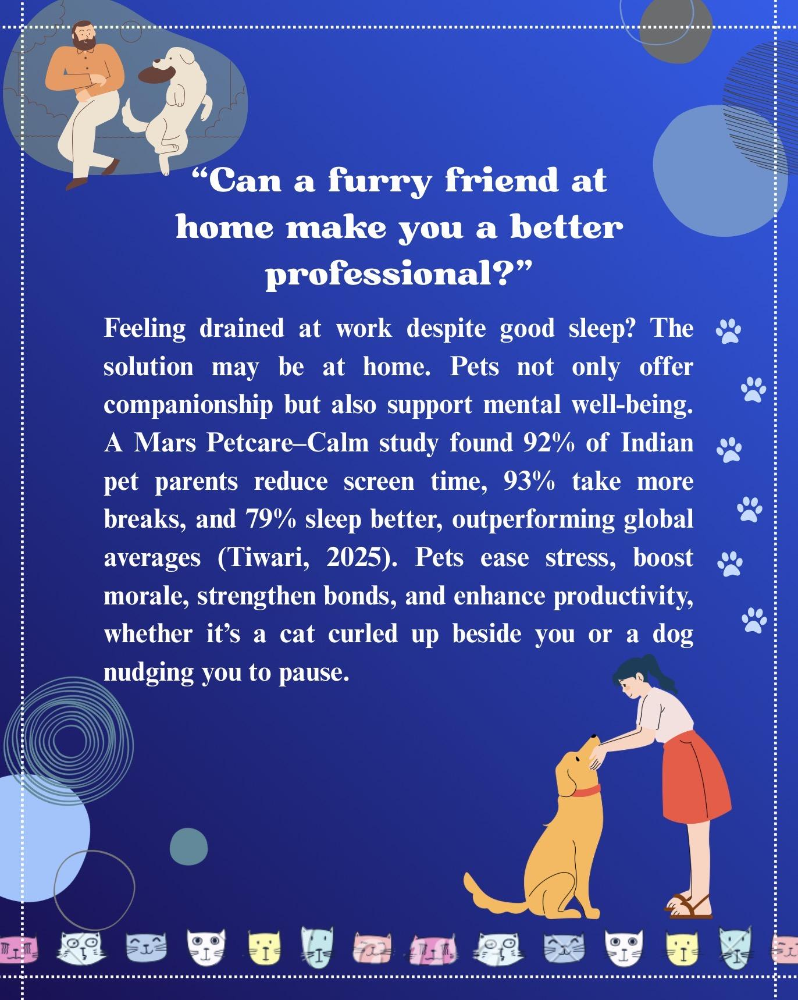 “Can a furry friend at
home make you a better
professional?”
Feeling drained at work despite good sleep? The
solution may be at home. Pets not only offer
companionship but also support mental well-being.
A Mars Petcare–Calm study found 92% of Indian
pet parents reduce screen time, 93% take more
breaks, and 79% sleep better, outperforming global
averages (Tiwari, 2025). Pets ease stress, boost
morale, strengthen bonds, and enhance productivity,
whether it’s a cat curled up beside you or a dog
nudging you to pause.